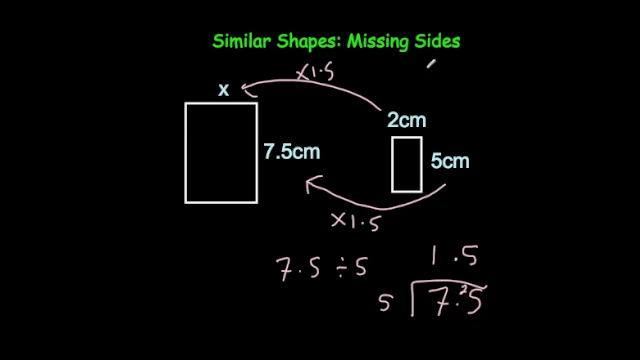 Similar Shapes: Missing Sides
x1.5
x
2cm
7.5cm
5cm
x1.5
7.5 ÷ 5
1.5
5 7.²5